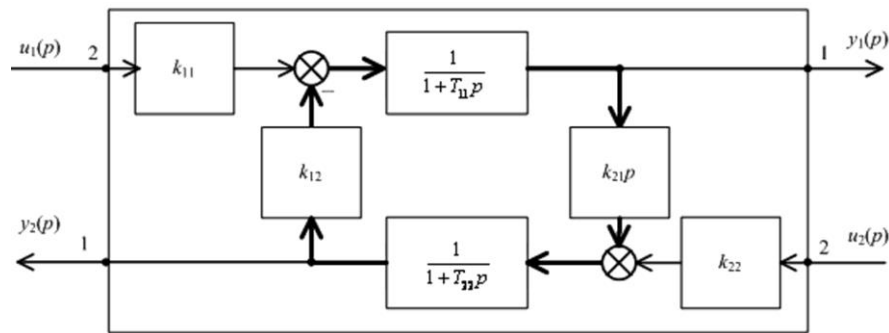 u₁(p) 2 k₁₁ 1 y₁(p)
1
1 + T₁₁p
–
k₁₂ k₂₁p
y₂(p) 1 u₂(p)
1
1 + T₂₂p
k₂₂ 2